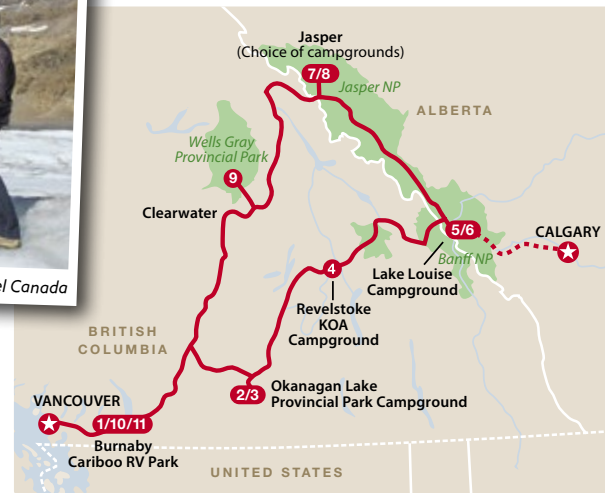 Jasper
(Choice of campgrounds)
7/8
Jasper NP
ALBERTA
Wells Gray
Provincial Park
9
Clearwater
5/6
CALGARY
Banff NP
Lake Louise
Campground
4
Revelstoke
KOA
Campground
el Canada
BRITISH
COLUMBIA
2/3
Okanagan Lake
Provincial Park Campground
VANCOUVER
1/10/11
Burnaby
Cariboo RV Park
UNITED STATES